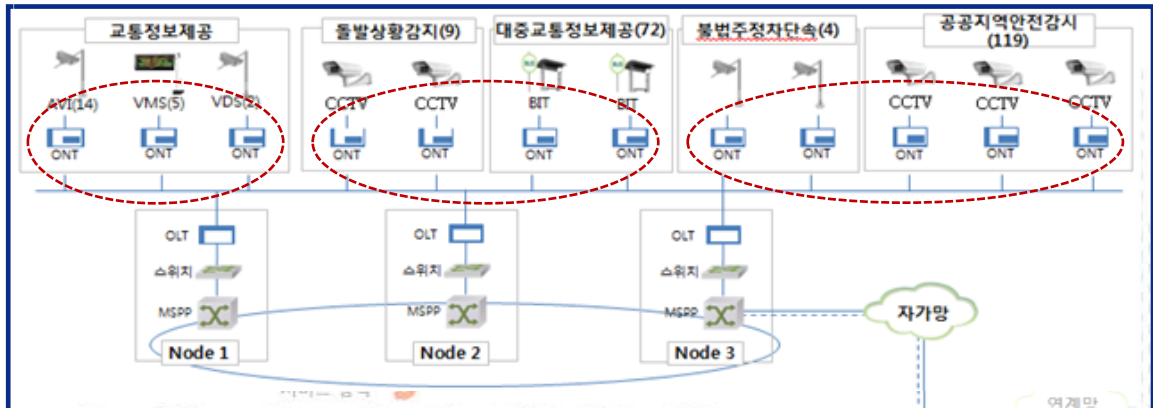 교통정보제공
돌발상황감지(9)
대중교통정보제공(72)
불법주정차단속(4)
공공지역안전감시
(119)
AVI(14)
VMS(5)
VDS(2)
CCTV
CCTV
BIT
BIT
CCTV
CCTV
CCTV
ONT
ONT
ONT
ONT
ONT
ONT
ONT
ONT
ONT
ONT
ONT
ONT
OLT
OLT
OLT
스위치
스위치
스위치
MSPP
MSPP
MSPP
자가망
Node 1
Node 2
Node 3
연계망